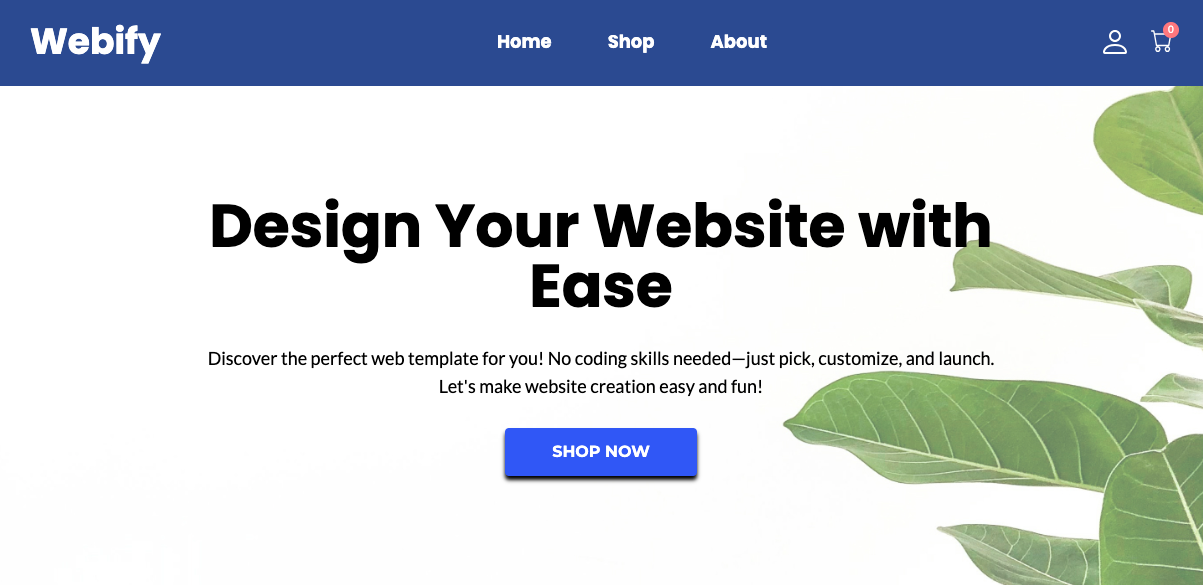 Webify
Home Shop About
0
Design Your Website with
Ease
Discover the perfect web template for you! No coding skills needed—just pick, customize, and launch.
Let's make website creation easy and fun!
SHOP NOW